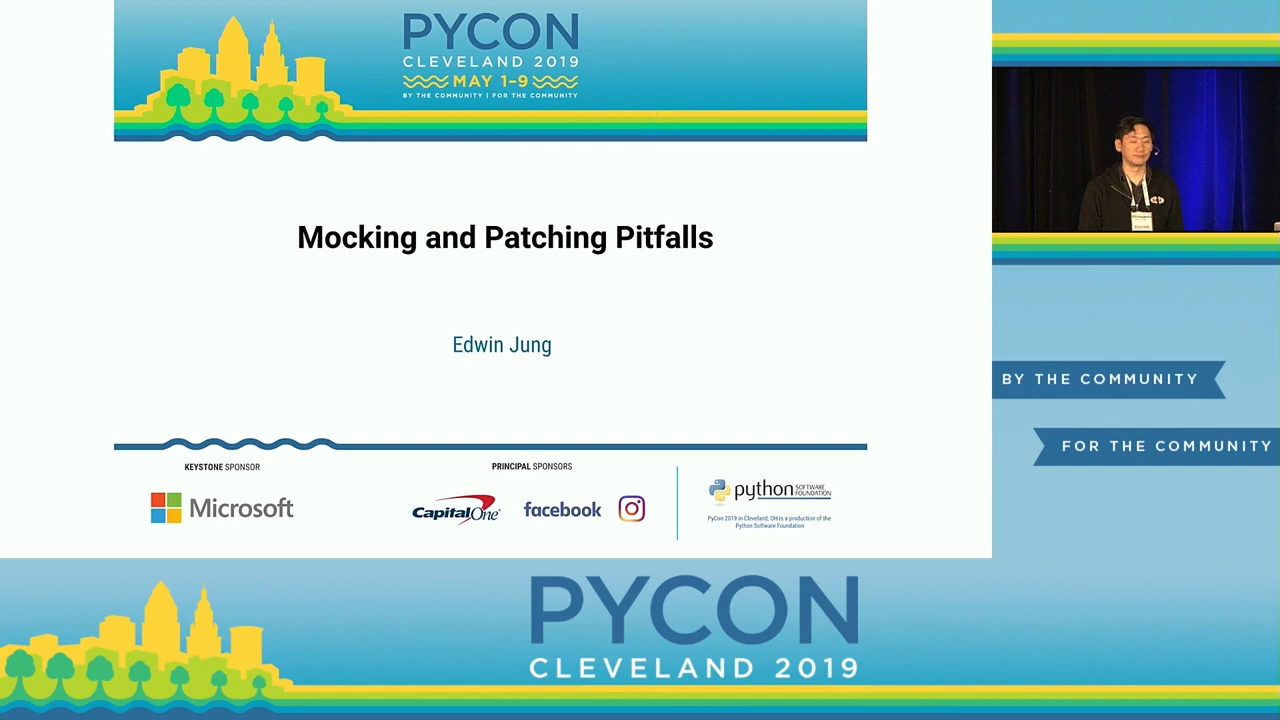 PYCON
CLEVELAND 2019
MAY 1-9
BY THE COMMUNITY | FOR THE COMMUNITY
Mocking and Patching Pitfalls
Edwin Jung
KEYSTONE SPONSOR
Microsoft
PRINCIPAL SPONSORS
Capital One
facebook
python SOFTWARE FOUNDATION
PyCon 2019 in Cleveland, OH is a production of the
Python Software Foundation
BY THE COMMUNITY
FOR THE COMMUNITY
PYCON
CLEVELAND 2019